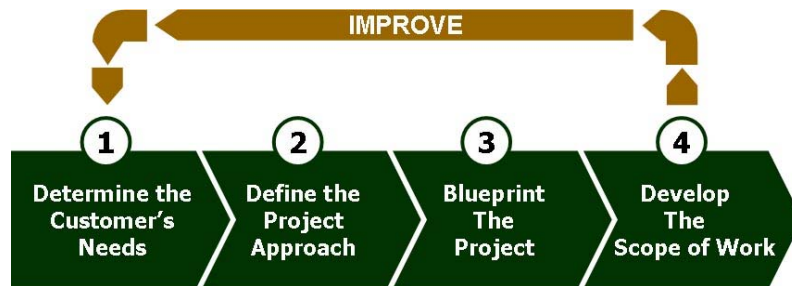 IMPROVE
1
Determine the
Customer's
Needs
2
Define the
Project
Approach
3
Blueprint
The
Project
4
Develop
The
Scope of Work